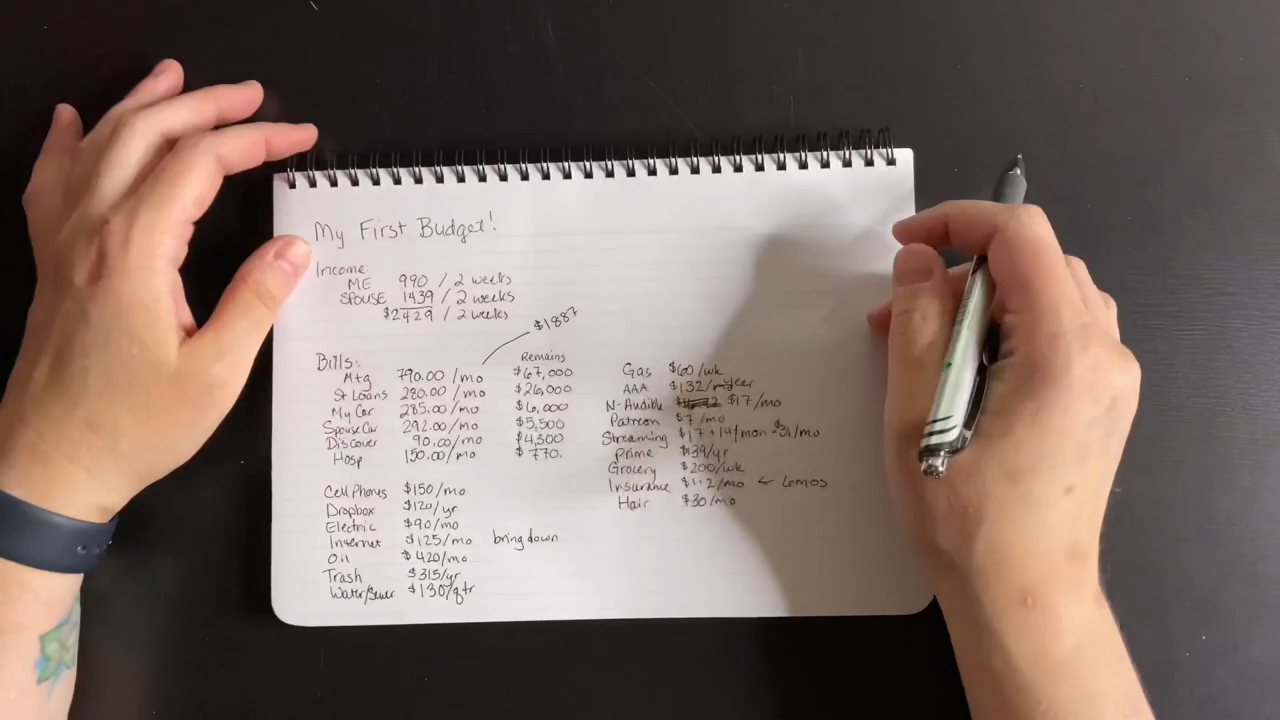 My First Budget!
Income:
ME 990 / 2 weeks
SPOUSE 1439 / 2 weeks
$2429 / 2 weeks
$1887
Bills: Remains
Mtg 790.00 /mo $67,000
St Loans 280.00 /mo $26,000
My Car 285.00/mo $6,000
Spouse Car 292.00/mo $5,500
Discover 90.00/mo $4,300
Hosp 150.00/mo $770.
Cell Phones $150/mo
Dropbox $120/yr
Electric $90/mo
Internet $125/mo bring down
Oil $420/mo
Trash $315/yr
Water/Sewer $130/qtr
Gas $60/wk
AAA $132/year
N-Audible $17/mo
Patreon $7/mo
Streaming $17+14/mon = $31/mo
Prime $139/yr
Grocery $200/wk
Insurance $112/mo ← 6mos
Hair $30/mo